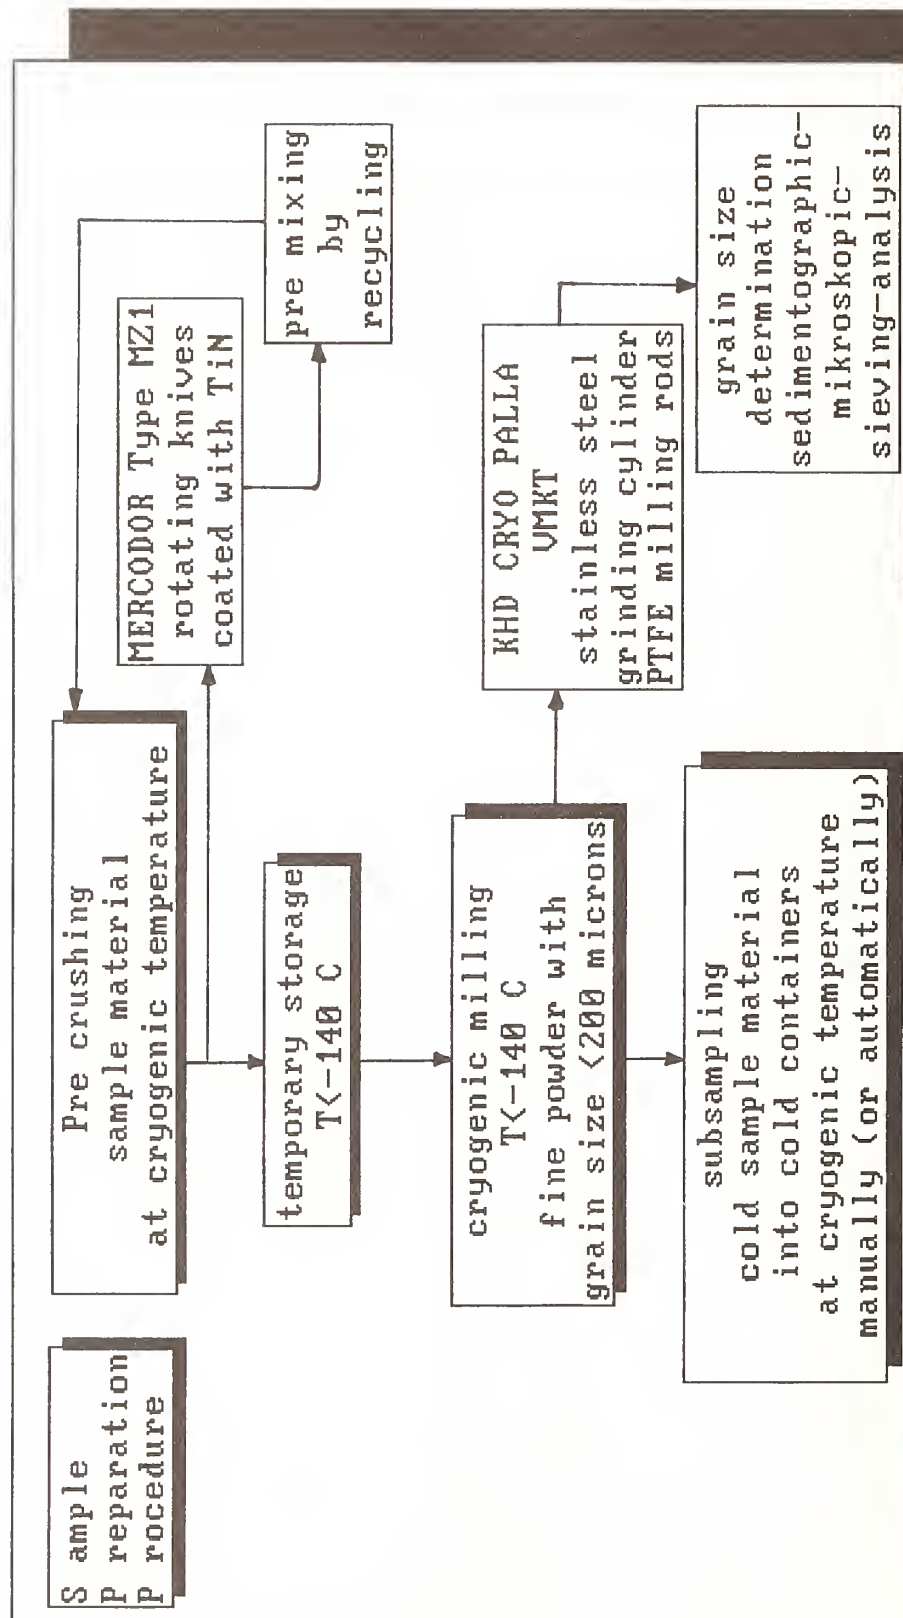 S ample
P reparation
P rocedure
Pre crushing
sample material
at cryogenic temperature
MERCODOR Type MZ1
rotating knives
coated with TiN
pre mixing
by
recycling
temporary storage
T<-140 C
cryogenic milling
T<-140 C
fine powder with
grain size <200 microns
KHD CRYO PALLA
VMKT
stainless steel
grinding cylinder
PTFE milling rods
grain size
determination
sedimentographic-
mikroskopic-
sieving-analysis
subsampling
cold sample material
into cold containers
at cryogenic temperature
manually (or automatically)